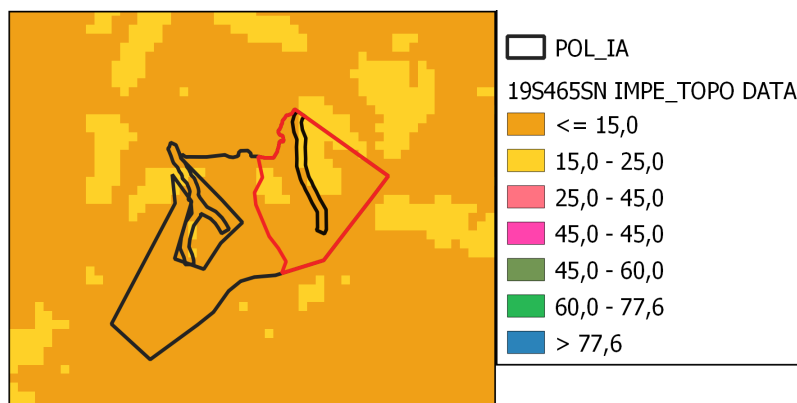 POL_IA
19S465SN IMPE_TOPO DATA
<= 15,0
15,0 - 25,0
25,0 - 45,0
45,0 - 45,0
45,0 - 60,0
60,0 - 77,6
> 77,6